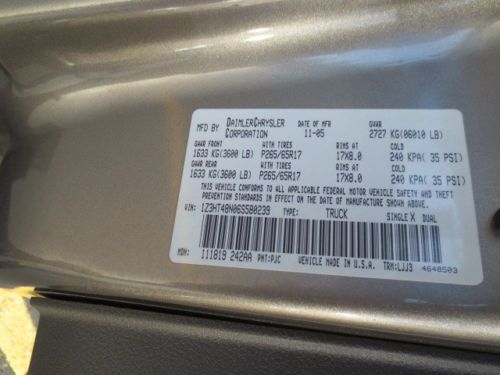 MFD BY DAIMLERCHRYSLER CORPORATION DATE OF MFR 11-05 GVWR 2727 KG(06010 LB)
GAWR FRONT WITH TIRES RIMS AT COLD
1633 KG(3600 LB) P265/65R17 17X8.0 240 KPA( 35 PSI)
GAWR REAR WITH TIRES RIMS AT COLD
1633 KG(3600 LB) P265/65R17 17X8.0 240 KPA( 35 PSI)
THIS VEHICLE CONFORMS TO ALL APPLICABLE FEDERAL MOTOR VEHICLE SAFETY AND THEFT
PREVENTION STANDARDS IN EFFECT ON THE DATE OF MANUFACTURE SHOWN ABOVE.
VIN: 1Z3HT48N06S580239 TYPE: TRUCK SINGLE X DUAL
MDH: 111819 242AA PNT:PJC VEHICLE MADE IN U.S.A. TRM:LJJ3
4648503